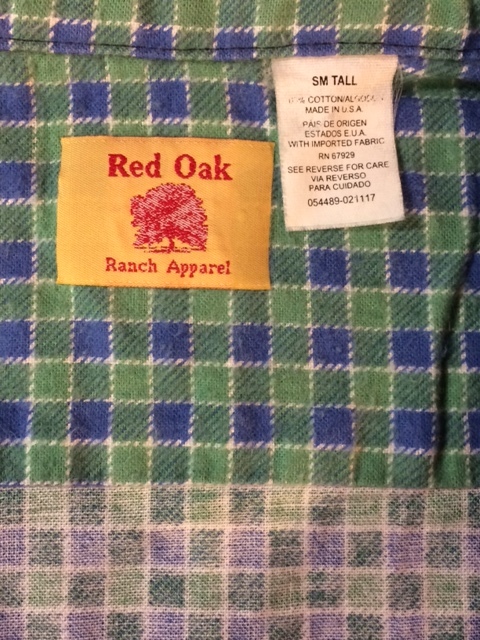 Red Oak
Ranch Apparel
SM TALL
COTTON/ALGODON
MADE IN U.S.A.
PAIS DE ORIGEN
ESTADOS E.U.A.
WITH IMPORTED FABRIC
RN 67929
SEE REVERSE FOR CARE
VIA REVERSO
PARA CUIDADO
054489-021117